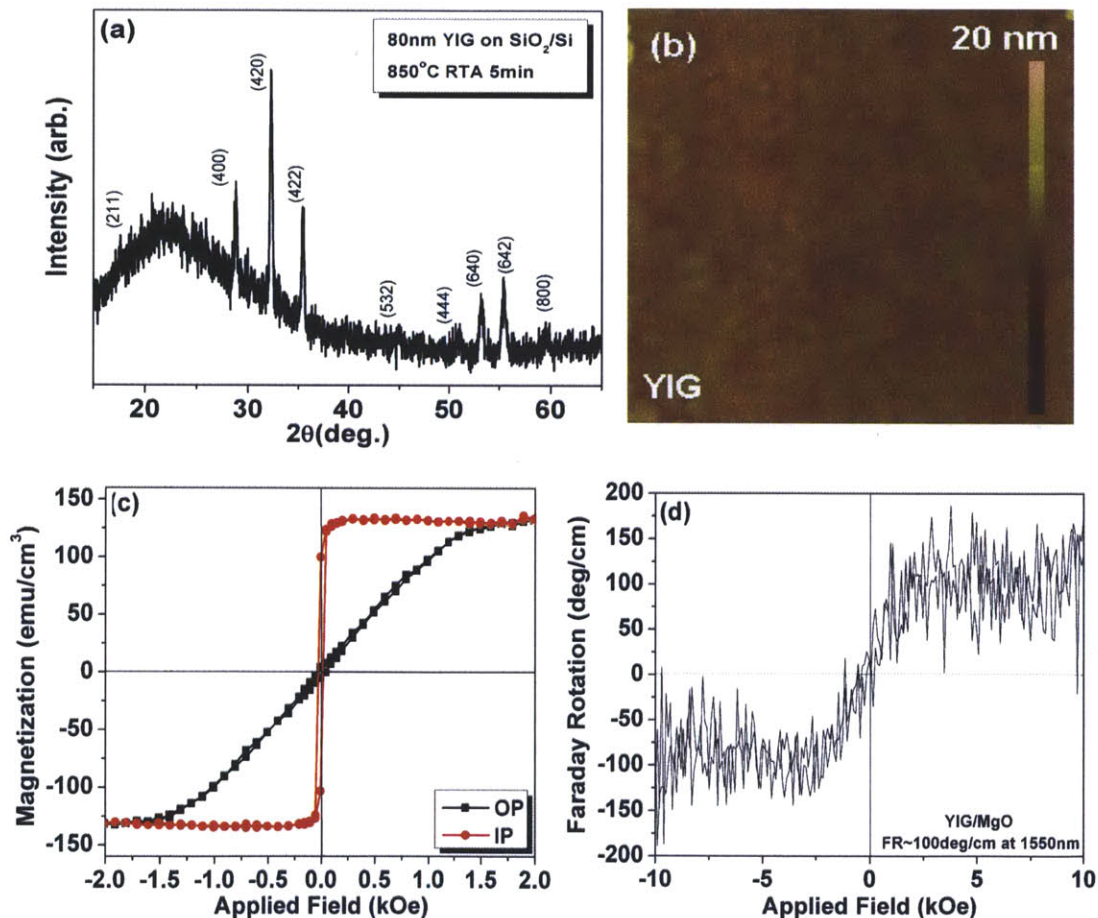 (a)
80nm YIG on SiO₂/Si
850°C RTA 5min
(211)
(400)
(420)
(422)
(532)
(444)
(640)
(642)
(800)
Intensity (arb.)
20 30 40 50 60
2θ(deg.)
(b)
20 nm
YIG
(c)
150
100
50
0
-50
-100
-150
Magnetization (emu/cm³)
OP
IP
-2.0 -1.5 -1.0 -0.5 0.0 0.5 1.0 1.5 2.0
Applied Field (kOe)
(d)
200
150
100
50
0
-50
-100
-150
-200
Faraday Rotation (deg/cm)
YIG/MgO
FR~100deg/cm at 1550nm
-10 -5 0 5 10
Applied Field (kOe)